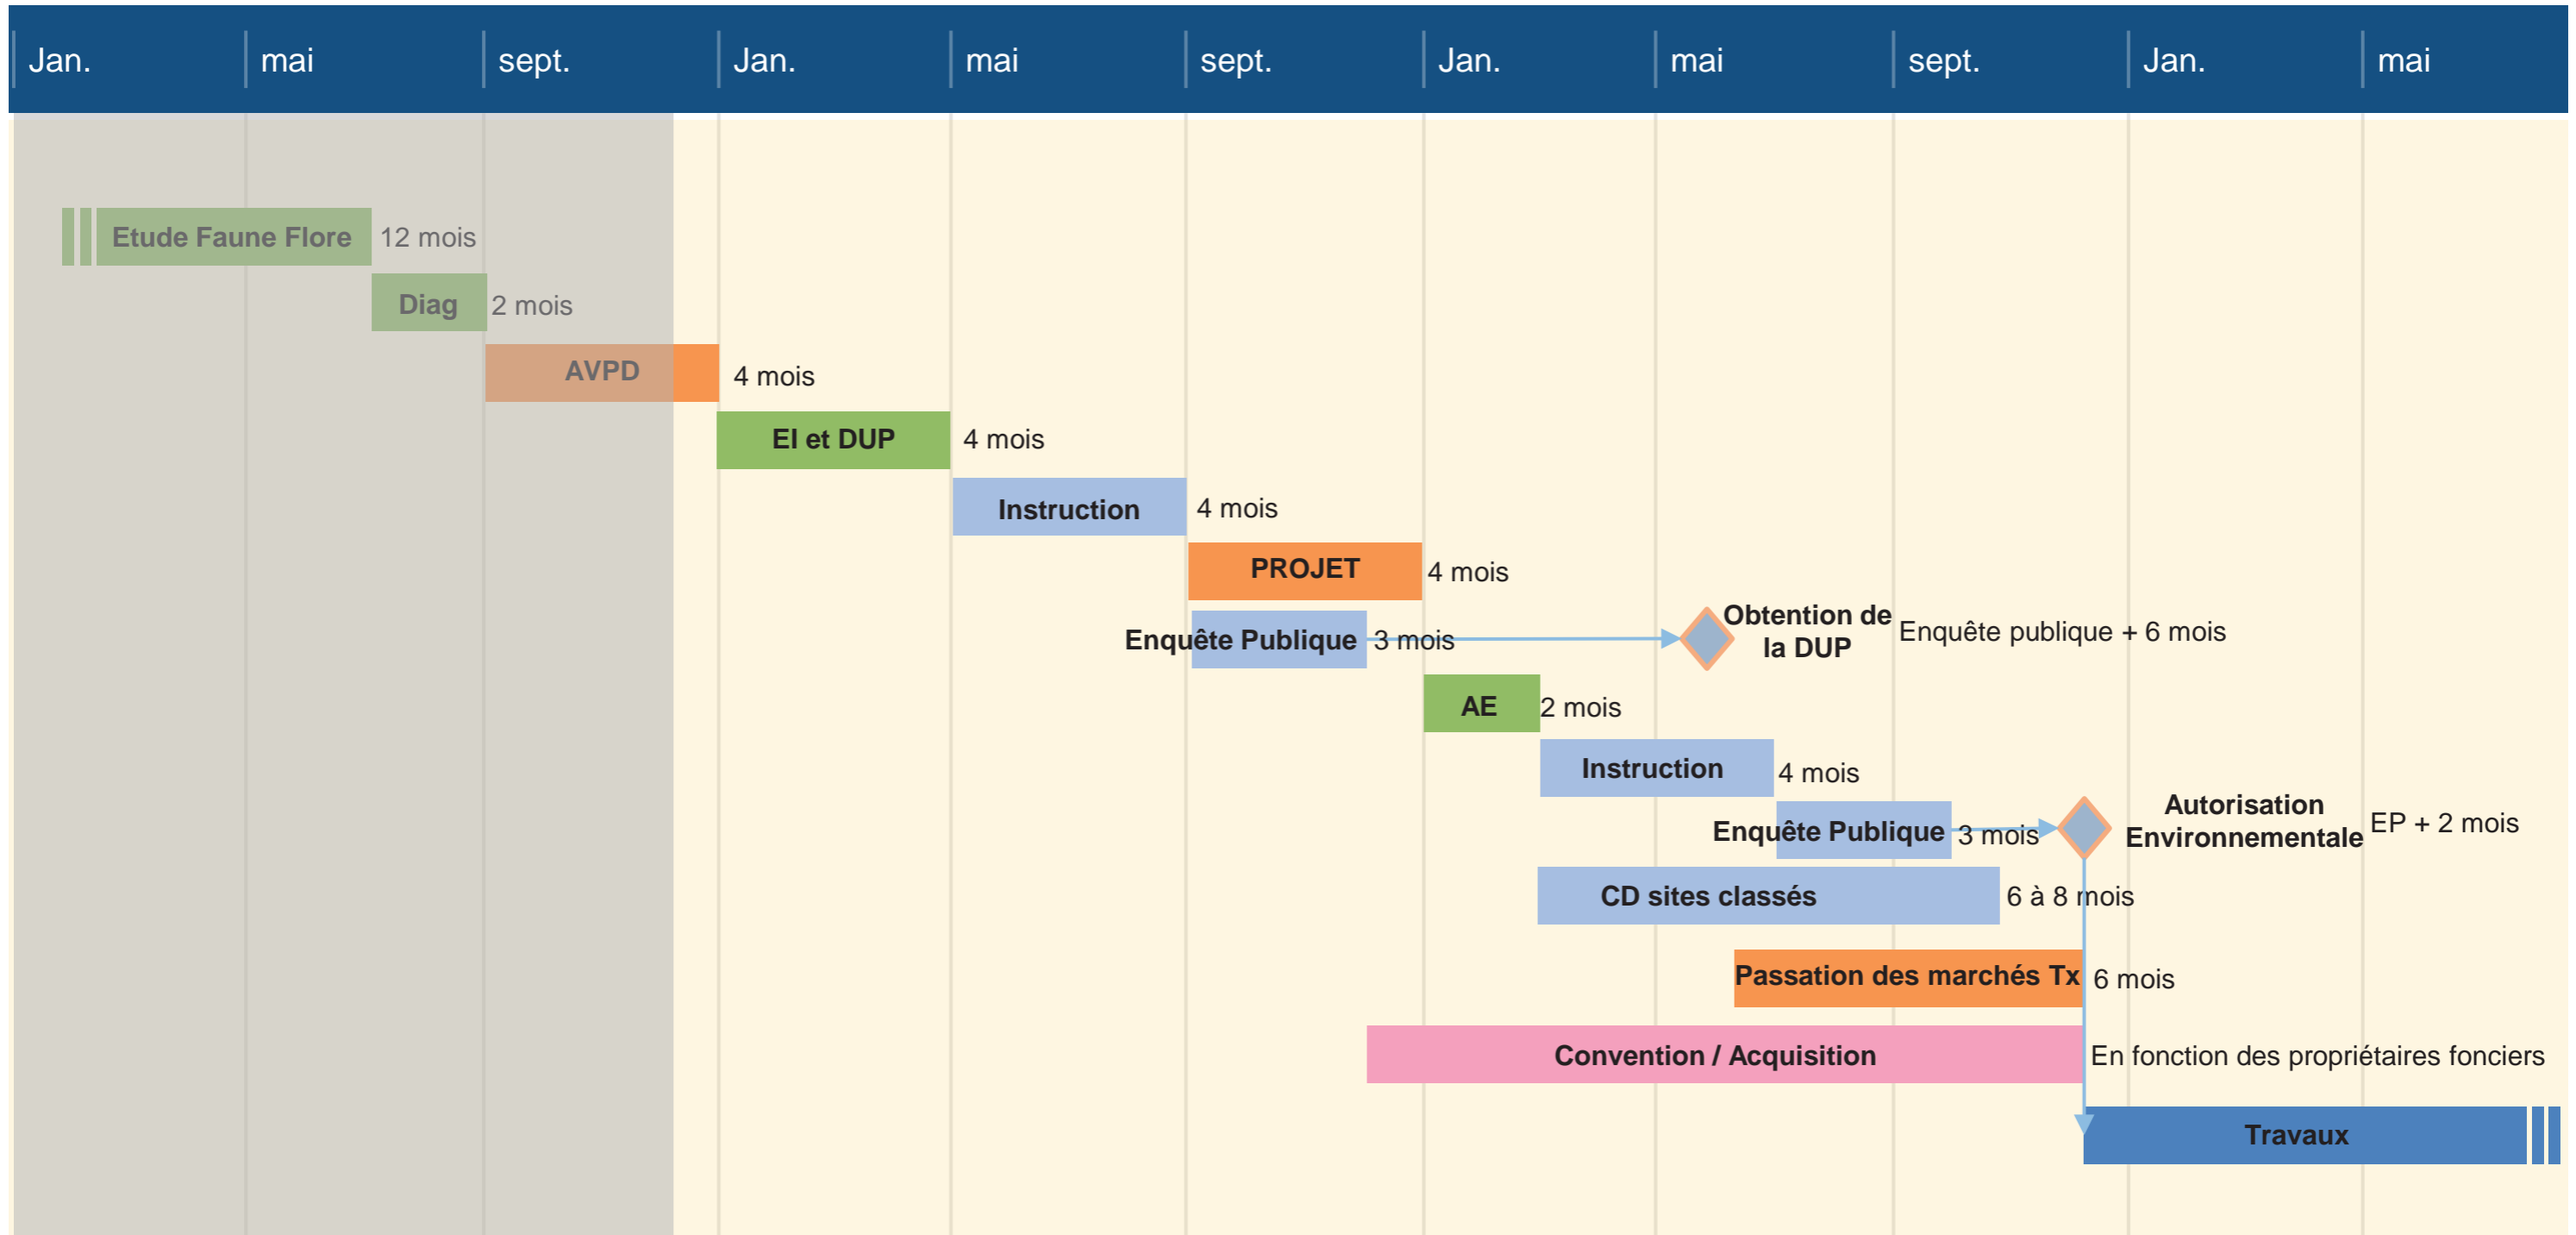 Jan. mai sept. Jan. mai sept. Jan. mai sept. Jan. mai
Etude Faune Flore 12 mois
Diag 2 mois
AVPD 4 mois
EI et DUP 4 mois
Instruction 4 mois
PROJET 4 mois
Enquête Publique 3 mois
Obtention de
la DUP
Enquête publique + 6 mois
AE 2 mois
Instruction 4 mois
Enquête Publique 3 mois
Autorisation
Environnementale
EP + 2 mois
CD sites classés 6 à 8 mois
Passation des marchés Tx 6 mois
Convention / Acquisition En fonction des propriétaires fonciers
Travaux